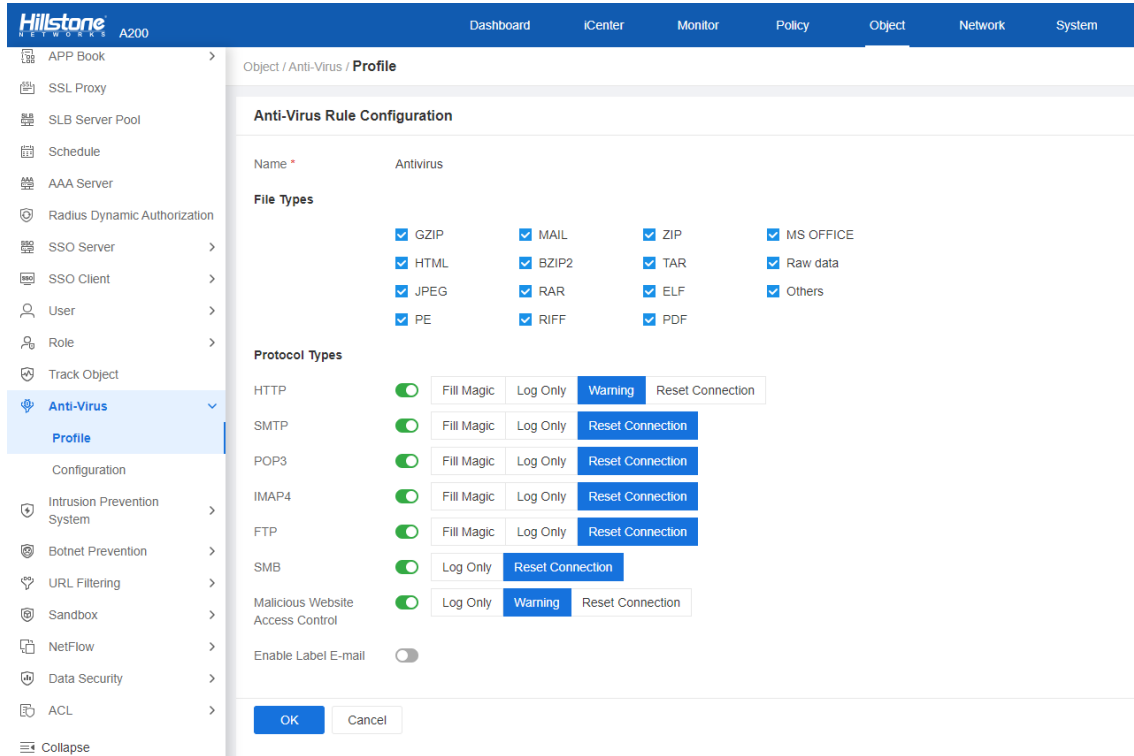 Hillstone
NETWORKS
A200
Dashboard
iCenter
Monitor
Policy
Object
Network
System
APP Book
SSL Proxy
SLB Server Pool
Schedule
AAA Server
Radius Dynamic Authorization
SSO Server
SSO Client
User
Role
Track Object
Anti-Virus
Profile
Configuration
Intrusion Prevention
System
Botnet Prevention
URL Filtering
Sandbox
NetFlow
Data Security
ACL
Collapse
Object / Anti-Virus / Profile
Anti-Virus Rule Configuration
Name * Antivirus
File Types
GZIP MAIL ZIP MS OFFICE
HTML BZIP2 TAR Raw data
JPEG RAR ELF Others
PE RIFF PDF
Protocol Types
HTTP Fill Magic Log Only Warning Reset Connection
SMTP Fill Magic Log Only Reset Connection
POP3 Fill Magic Log Only Reset Connection
IMAP4 Fill Magic Log Only Reset Connection
FTP Fill Magic Log Only Reset Connection
SMB Log Only Reset Connection
Malicious Website
Access Control
Log Only Warning Reset Connection
Enable Label E-mail
OK Cancel